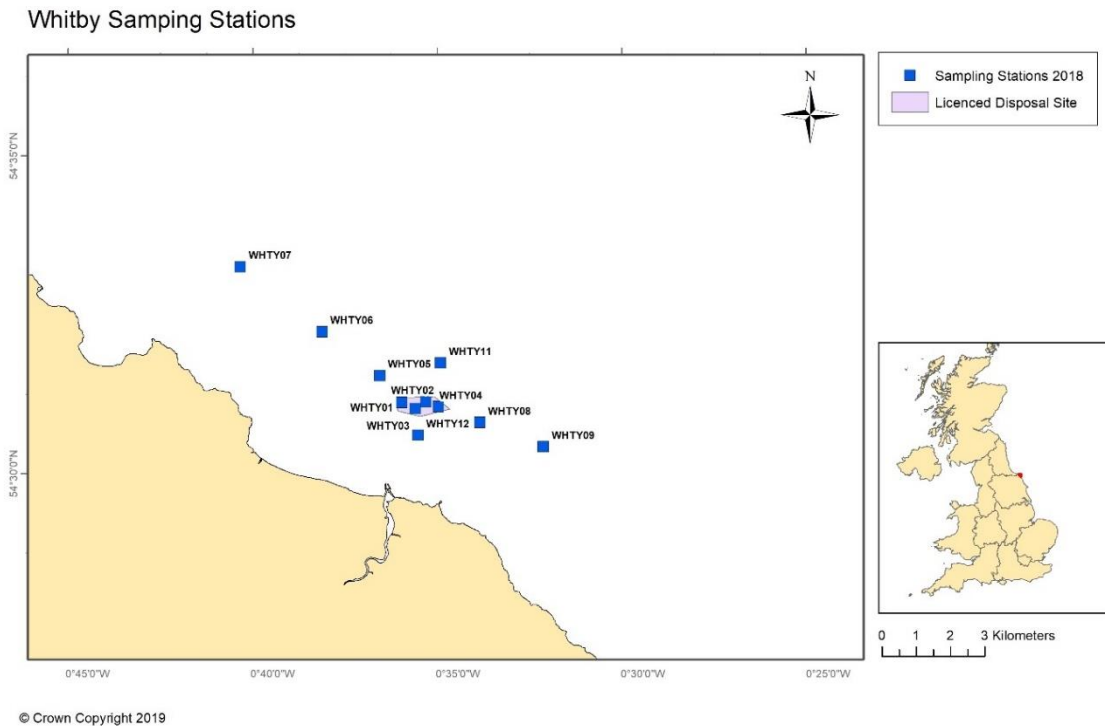 Whitby Samping Stations
N
Sampling Stations 2018
Licenced Disposal Site
54°35'0"N
54°30'0"N
WHTY07
WHTY06
WHTY11
WHTY05
WHTY02
WHTY04
WHTY01
WHTY08
WHTY03
WHTY12
WHTY09
0 1 2 3 Kilometers
0°45'0"W 0°40'0"W 0°35'0"W 0°30'0"W 0°25'0"W
© Crown Copyright 2019